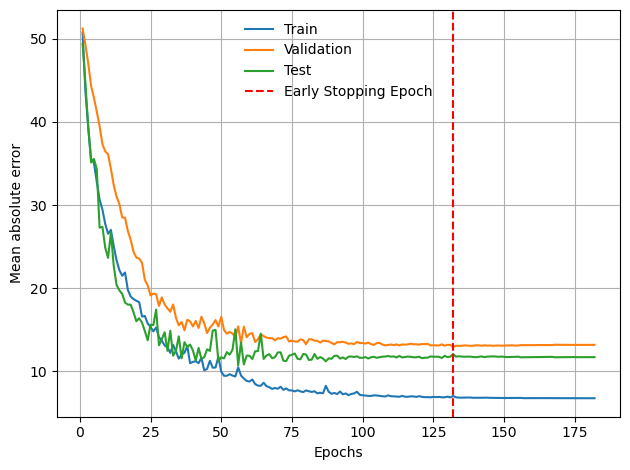 Train
Validation
Test
Early Stopping Epoch
50
40
30
20
10
Mean absolute error
0 25 50 75 100 125 150 175
Epochs